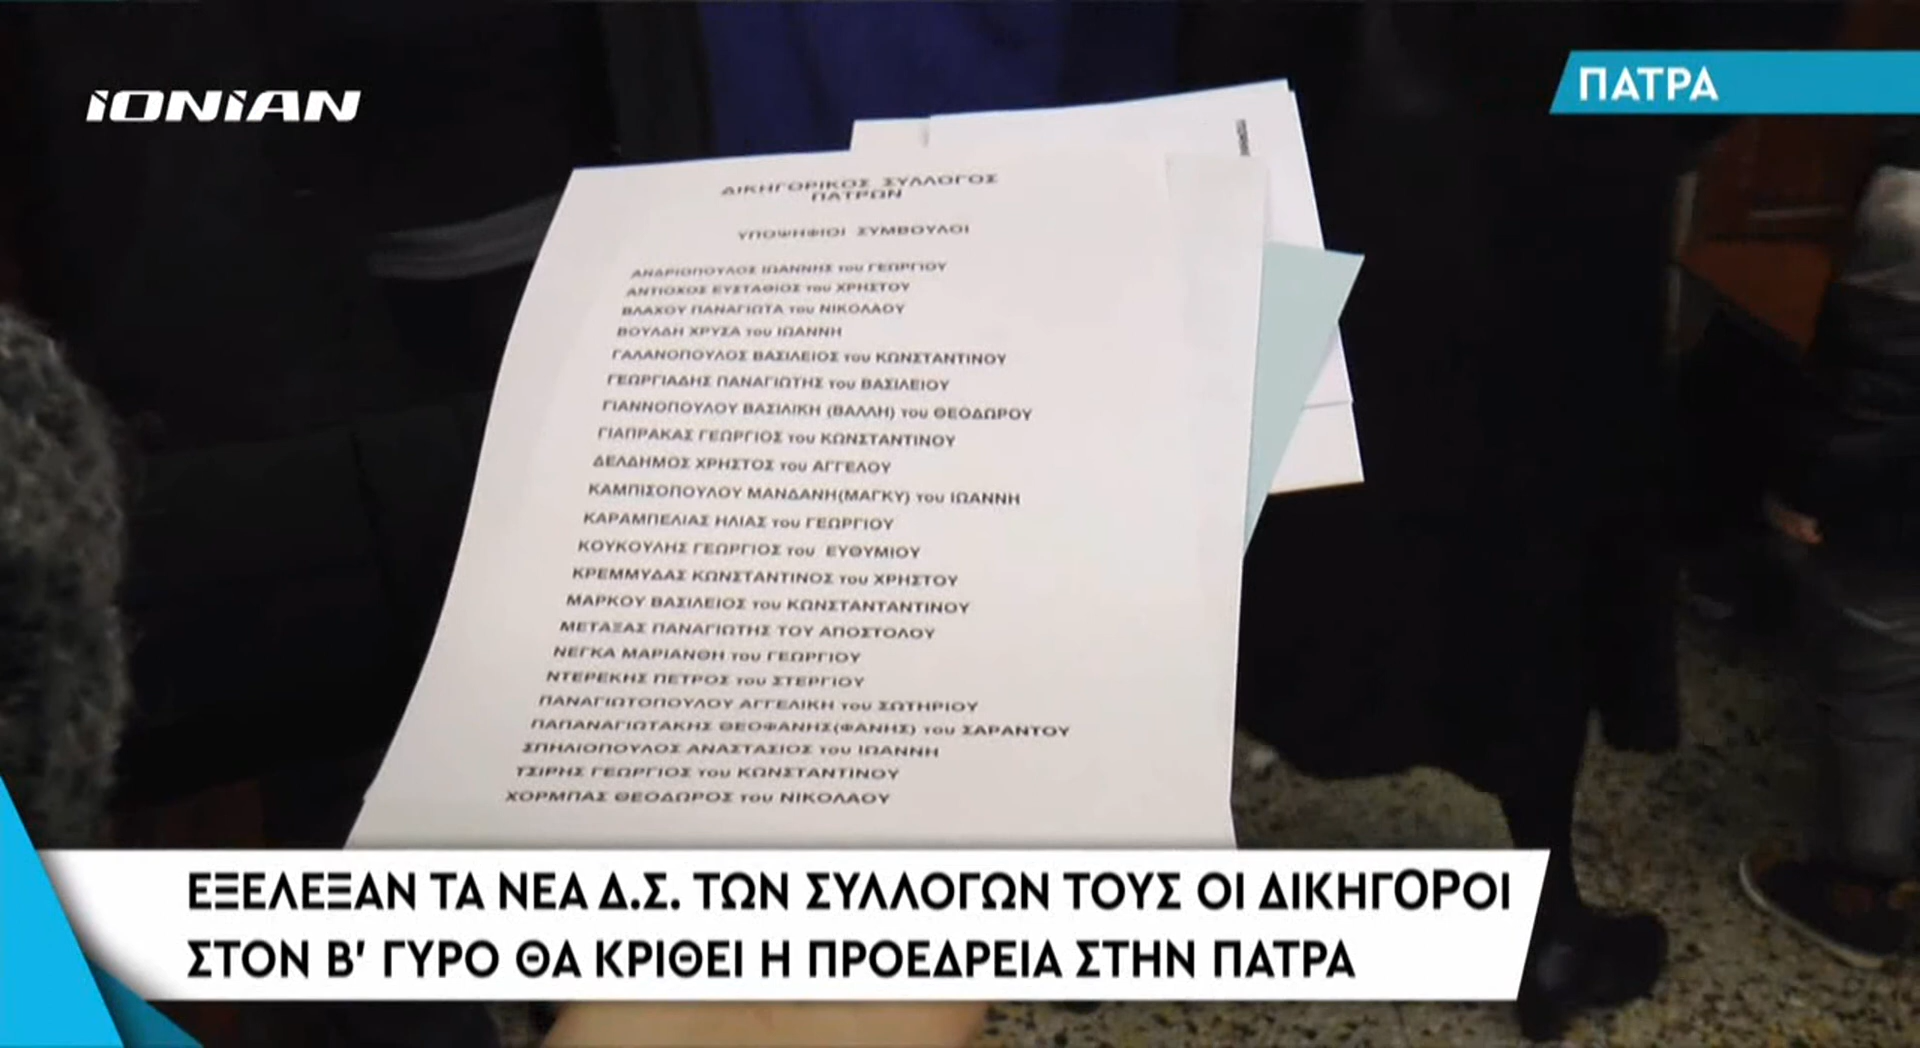 iONiAN
ΠΑΤΡΑ
ΔΙΚΗΓΟΡΙΚΟΣ ΣΥΛΛΟΓΟΣ
ΠΑΤΡΩΝ
ΥΠΟΨΗΦΙΟΙ ΣΥΜΒΟΥΛΟΙ
ΑΝΔΡΙΟΠΟΥΛΟΣ ΙΩΑΝΝΗΣ του ΓΕΩΡΓΙΟΥ
ΑΝΤΙΟΧΟΣ ΕΥΣΤΑΘΙΟΣ του ΧΡΗΣΤΟΥ
ΒΛΑΧΟΥ ΠΑΝΑΓΙΩΤΑ του ΝΙΚΟΛΑΟΥ
ΒΟΥΛΔΗ ΧΡΥΣΑ του ΙΩΑΝΝΗ
ΓΑΛΑΝΟΠΟΥΛΟΣ ΒΑΣΙΛΕΙΟΣ του ΚΩΝΣΤΑΝΤΙΝΟΥ
ΓΕΩΡΓΙΑΔΗΣ ΠΑΝΑΓΙΩΤΗΣ του ΒΑΣΙΛΕΙΟΥ
ΓΙΑΝΝΟΠΟΥΛΟΥ ΒΑΣΙΛΙΚΗ (ΒΑΛΛΗ) του ΘΕΟΔΩΡΟΥ
ΓΙΑΠΡΑΚΑΣ ΓΕΩΡΓΙΟΣ του ΚΩΝΣΤΑΝΤΙΝΟΥ
ΔΕΛΔΗΜΟΣ ΧΡΗΣΤΟΣ του ΑΓΓΕΛΟΥ
ΚΑΜΠΙΣΟΠΟΥΛΟΥ ΜΑΝΔΑΝΗ(ΜΑΓΚΥ) του ΙΩΑΝΝΗ
ΚΑΡΑΜΠΕΛΙΑΣ ΗΛΙΑΣ του ΓΕΩΡΓΙΟΥ
ΚΟΥΚΟΥΛΗΣ ΓΕΩΡΓΙΟΣ του ΕΥΘΥΜΙΟΥ
ΚΡΕΜΜΥΔΑΣ ΚΩΝΣΤΑΝΤΙΝΟΣ του ΧΡΗΣΤΟΥ
ΜΑΡΚΟΥ ΒΑΣΙΛΕΙΟΣ του ΚΩΝΣΤΑΝΤΑΝΤΙΝΟΥ
ΜΕΤΑΞΑΣ ΠΑΝΑΓΙΩΤΗΣ ΤΟΥ ΑΠΟΣΤΟΛΟΥ
ΝΕΓΚΑ ΜΑΡΙΑΝΘΗ του ΓΕΩΡΓΙΟΥ
ΝΤΕΡΕΚΗΣ ΠΕΤΡΟΣ του ΣΤΕΡΓΙΟΥ
ΠΑΝΑΓΙΩΤΟΠΟΥΛΟΥ ΑΓΓΕΛΙΚΗ του ΣΩΤΗΡΙΟΥ
ΠΑΠΑΝΑΓΙΩΤΑΚΗΣ ΘΕΟΦΑΝΗΣ(ΦΑΝΗΣ) του ΣΑΡΑΝΤΟΥ
ΣΠΗΛΙΟΠΟΥΛΟΣ ΑΝΑΣΤΑΣΙΟΣ του ΙΩΑΝΝΗ
ΤΣΙΡΗΣ ΓΕΩΡΓΙΟΣ του ΚΩΝΣΤΑΝΤΙΝΟΥ
ΧΟΡΜΠΑΣ ΘΕΟΔΩΡΟΣ του ΝΙΚΟΛΑΟΥ
ΕΞΕΛΕΞΑΝ ΤΑ ΝΕΑ Δ.Σ. ΤΩΝ ΣΥΛΛΟΓΩΝ ΤΟΥΣ ΟΙ ΔΙΚΗΓΟΡΟΙ
ΣΤΟΝ Β' ΓΥΡΟ ΘΑ ΚΡΙΘΕΙ Η ΠΡΟΕΔΡΕΙΑ ΣΤΗΝ ΠΑΤΡΑ